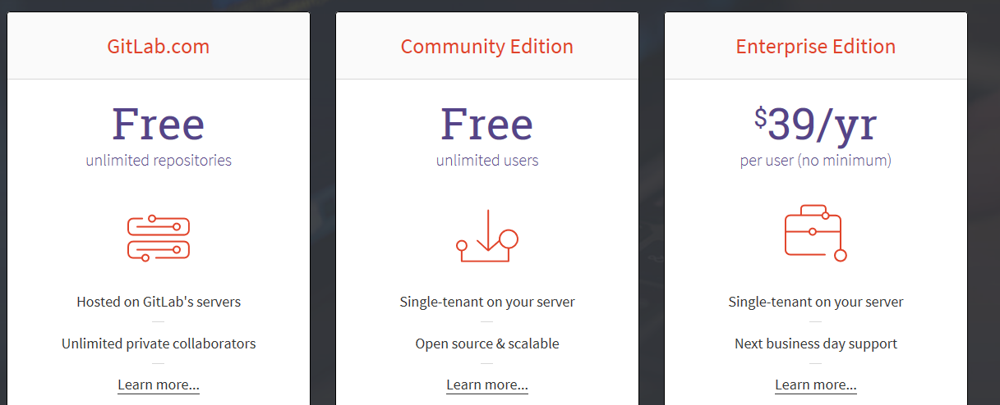 GitLab.com
Free
unlimited repositories
Hosted on GitLab's servers
Unlimited private collaborators
Learn more...
Community Edition
Free
unlimited users
Single-tenant on your server
Open source & scalable
Learn more...
Enterprise Edition
$39/yr
per user (no minimum)
Single-tenant on your server
Next business day support
Learn more...